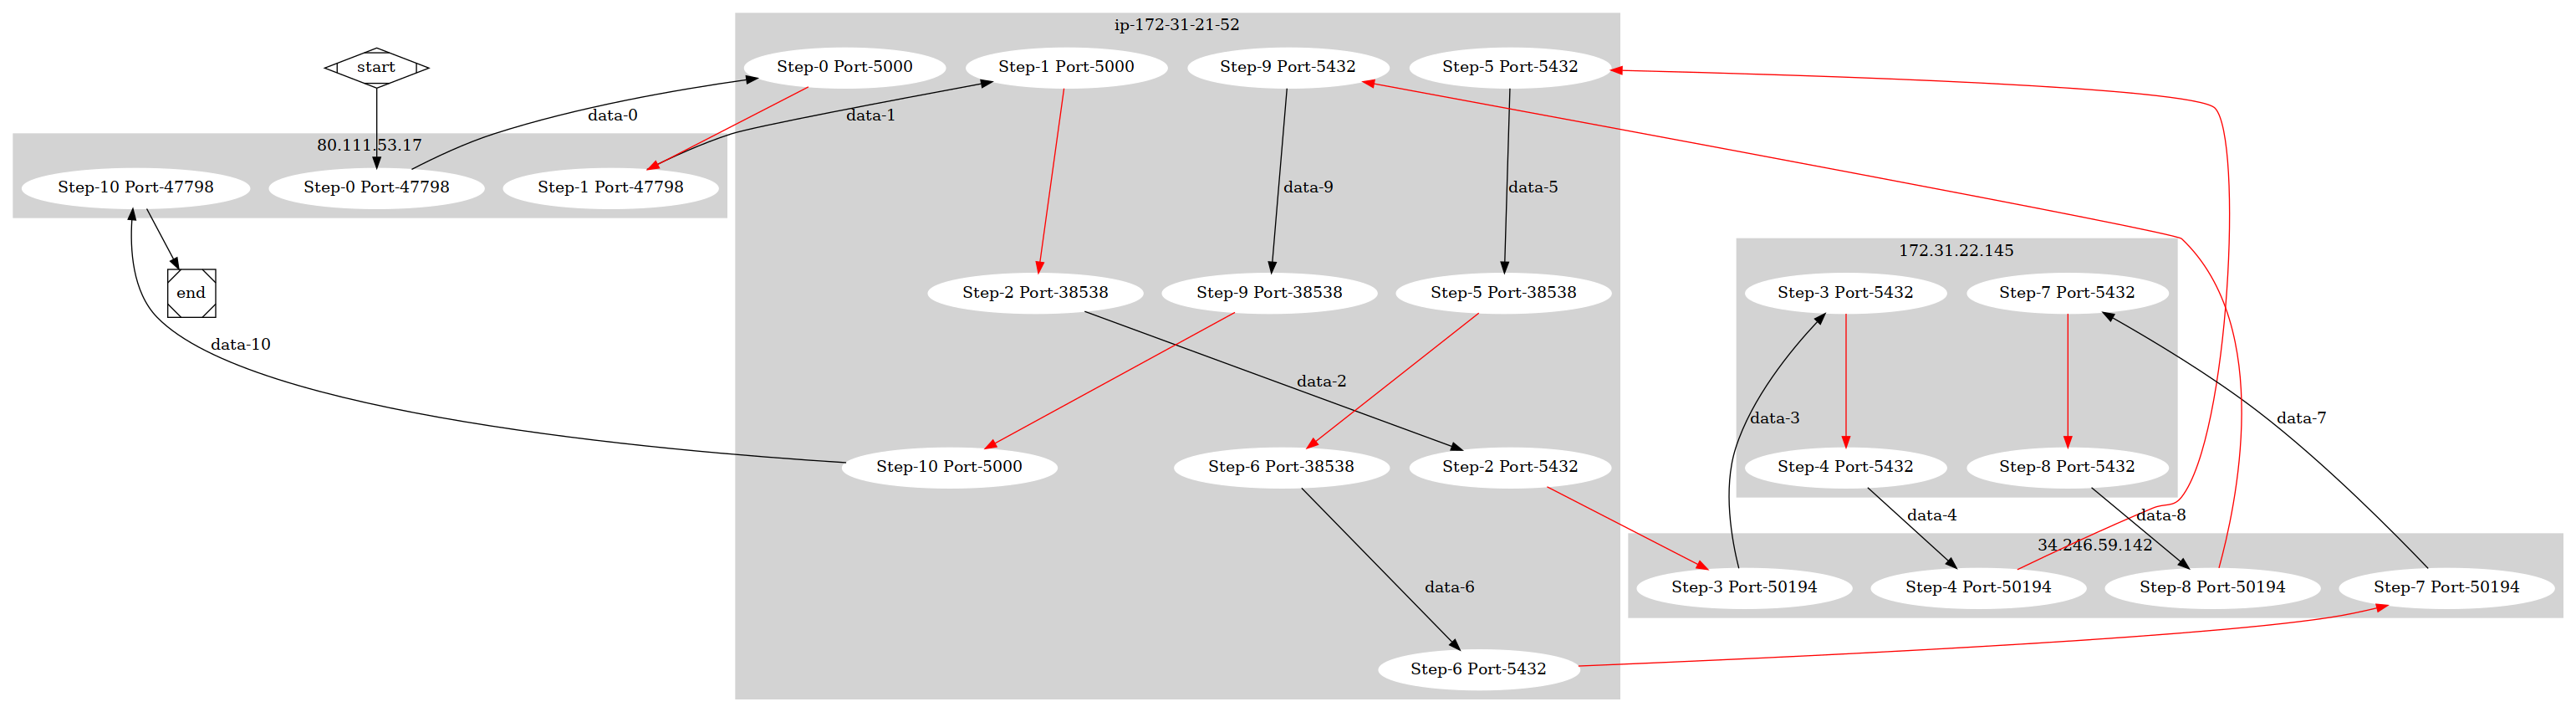 ip-172-31-21-52
start
Step-0 Port-5000
Step-1 Port-5000
Step-9 Port-5432
Step-5 Port-5432
data-0
data-1
80.111.53.17
Step-10 Port-47798
Step-0 Port-47798
Step-1 Port-47798
data-9
data-5
172.31.22.145
end
Step-2 Port-38538
Step-9 Port-38538
Step-5 Port-38538
Step-3 Port-5432
Step-7 Port-5432
data-10
data-2
data-3
data-7
Step-10 Port-5000
Step-6 Port-38538
Step-2 Port-5432
Step-4 Port-5432
Step-8 Port-5432
data-4
data-8
34.246.59.142
data-6
Step-3 Port-50194
Step-4 Port-50194
Step-8 Port-50194
Step-7 Port-50194
Step-6 Port-5432